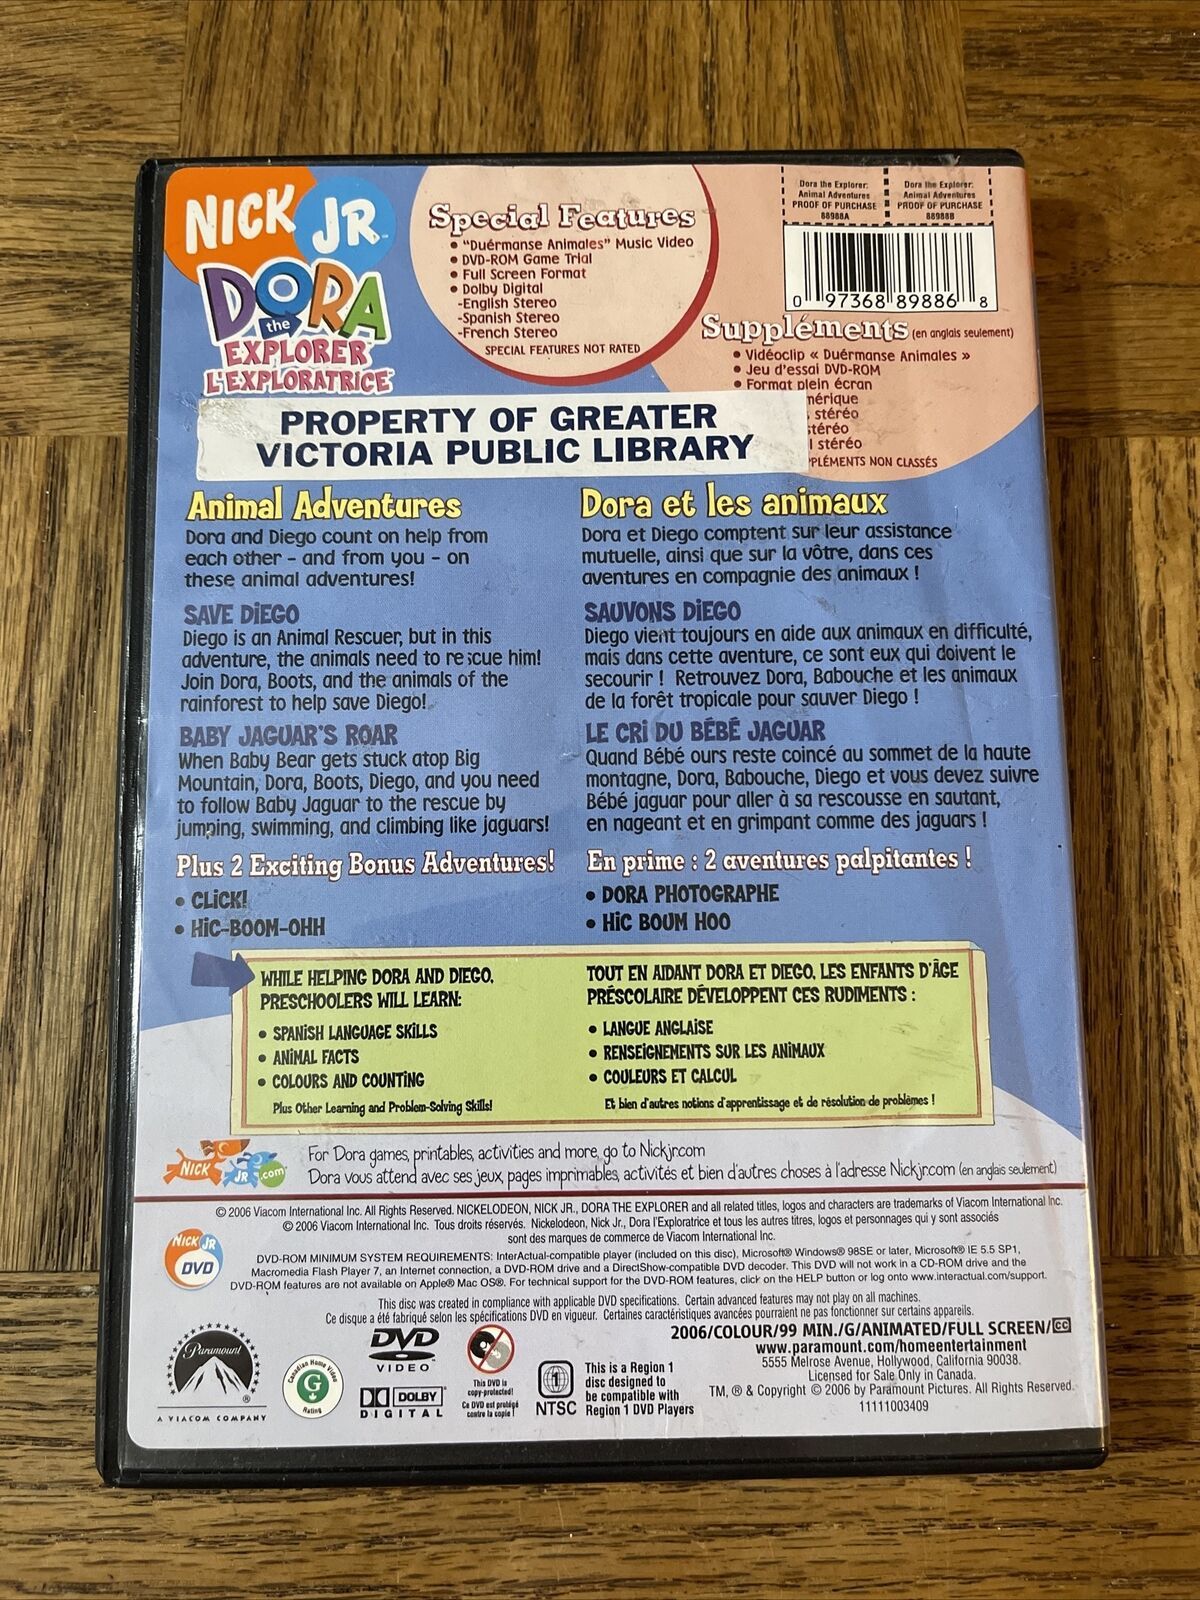 NICK JR
DORA
the
EXPLORER
L'EXPLORATRICE
Special Features
• "Duérmanse Animales" Music Video
• DVD-ROM Game Trial
• Full Screen Format
• Dolby Digital
-English Stereo
-Spanish Stereo
-French Stereo
SPECIAL FEATURES NOT RATED
Dora the Explorer:
Animal Adventures
PROOF OF PURCHASE
88988A
Dora the Explorer:
Animal Adventures
PROOF OF PURCHASE
88988B
0 97368 89886 8
Suppléments (en anglais seulement)
• Vidéoclip « Duérmanse Animales »
• Jeu d'essai DVD-ROM
• Format plein écran
mérique
stéréo
stéréo
l stéréo
PPLÉMENTS NON CLASSÉS
PROPERTY OF GREATER
VICTORIA PUBLIC LIBRARY
Animal Adventures
Dora and Diego count on help from
each other – and from you – on
these animal adventures!
SAVE DIEGO
Diego is an Animal Rescuer, but in this
adventure, the animals need to rescue him!
Join Dora, Boots, and the animals of the
rainforest to help save Diego!
BABY JAGUAR'S ROAR
When Baby Bear gets stuck atop Big
Mountain, Dora, Boots, Diego, and you need
to follow Baby Jaguar to the rescue by
jumping, swimming, and climbing like jaguars!
Plus 2 Exciting Bonus Adventures!
• CLICK!
• HIC-BOOM-OHH
Dora et les animaux
Dora et Diego comptent sur leur assistance
mutuelle, ainsi que sur la vôtre, dans ces
aventures en compagnie des animaux !
SAUVONS DIEGO
Diego vient toujours en aide aux animaux en difficulté,
mais dans cette aventure, ce sont eux qui doivent le
secourir ! Retrouvez Dora, Babouche et les animaux
de la forêt tropicale pour sauver Diego !
LE CRI DU BÉBÉ JAGUAR
Quand Bébé ours reste coincé au sommet de la haute
montagne, Dora, Babouche, Diego et vous devez suivre
Bébé jaguar pour aller à sa rescousse en sautant,
en nageant et en grimpant comme des jaguars !
En prime : 2 aventures palpitantes !
• DORA PHOTOGRAPHE
• HIC BOUM HOO
WHILE HELPING DORA AND DIEGO,
PRESCHOOLERS WILL LEARN:
• SPANISH LANGUAGE SKILLS
• ANIMAL FACTS
• COLOURS AND COUNTING
Plus Other Learning and Problem-Solving Skills!
TOUT EN AIDANT DORA ET DIEGO, LES ENFANTS D'ÂGE
PRÉSCOLAIRE DÉVELOPPENT CES RUDIMENTS :
• LANGUE ANGLAISE
• RENSEIGNEMENTS SUR LES ANIMAUX
• COULEURS ET CALCUL
Et bien d'autres notions d'apprentissage et de résolution de problèmes !
NICK JR .com
For Dora games, printables, activities and more, go to Nickjr.com
Dora vous attend avec ses jeux, pages imprimables, activités et bien d'autres choses à l'adresse Nickjr.com (en anglais seulement)
© 2006 Viacom International Inc. All Rights Reserved. NICKELODEON, NICK JR., DORA THE EXPLORER and all related titles, logos and characters are trademarks of Viacom International Inc.
© 2006 Viacom International Inc. Tous droits réservés. Nickelodeon, Nick Jr., Dora l'Exploratrice et tous les autres titres, logos et personnages qui y sont associés
sont des marques de commerce de Viacom International Inc.
NICK JR DVD
DVD-ROM MINIMUM SYSTEM REQUIREMENTS: InterActual-compatible player (included on this disc), Microsoft® Windows® 98SE or later, Microsoft® IE 5.5 SP1,
Macromedia Flash Player 7, an Internet connection, a DVD-ROM drive and a DirectShow-compatible DVD decoder. This DVD will not work in a CD-ROM drive and the
DVD-ROM features are not available on Apple® Mac OS®. For technical support for the DVD-ROM features, click on the HELP button or log onto www.interactual.com/support.
This disc was created in compliance with applicable DVD specifications. Certain advanced features may not play on all machines.
Ce disque a été fabriqué selon les spécifications DVD en vigueur. Certaines caractéristiques avancées pourraient ne pas fonctionner sur certains appareils.
Paramount ®
A VIACOM COMPANY
Canadian Home Video
G
Rating
DVD
VIDEO
DOLBY
DIGITAL
This DVD is
copy-protected!
Ce DVD est protégé
contre la copie !
1
NTSC
This is a Region 1
disc designed to
be compatible with
Region 1 DVD Players
2006/COLOUR/99 MIN./G/ANIMATED/FULL SCREEN/CC
www.paramount.com/homeentertainment
5555 Melrose Avenue, Hollywood, California 90038.
Licensed for Sale Only in Canada.
TM, ® & Copyright © 2006 by Paramount Pictures. All Rights Reserved.
11111003409